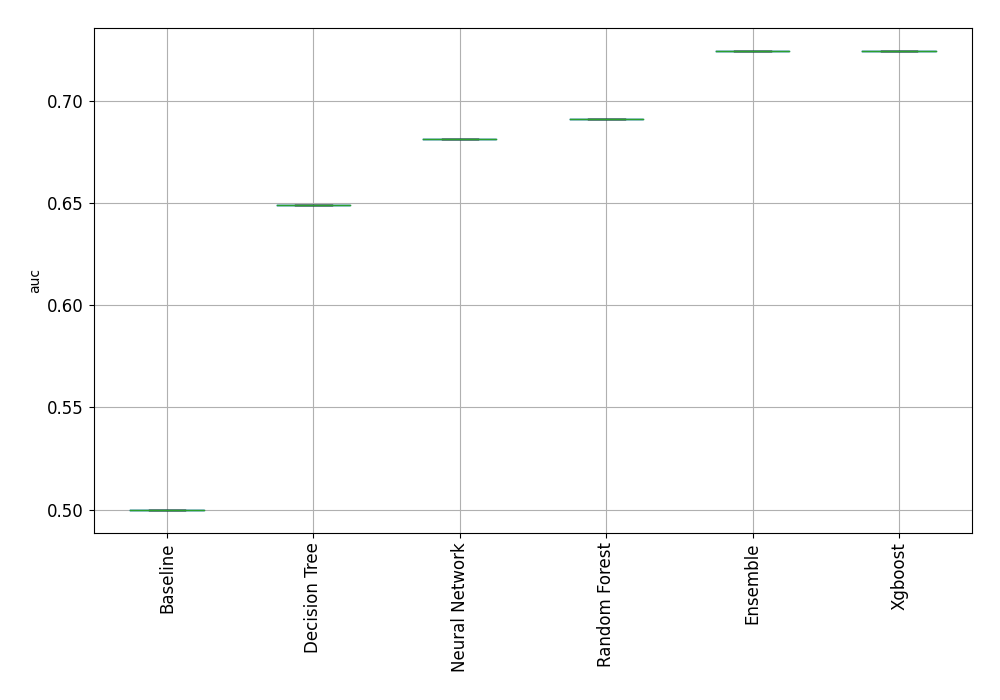 auc
0.70
0.65
0.60
0.55
0.50
Baseline
Decision Tree
Neural Network
Random Forest
Ensemble
Xgboost